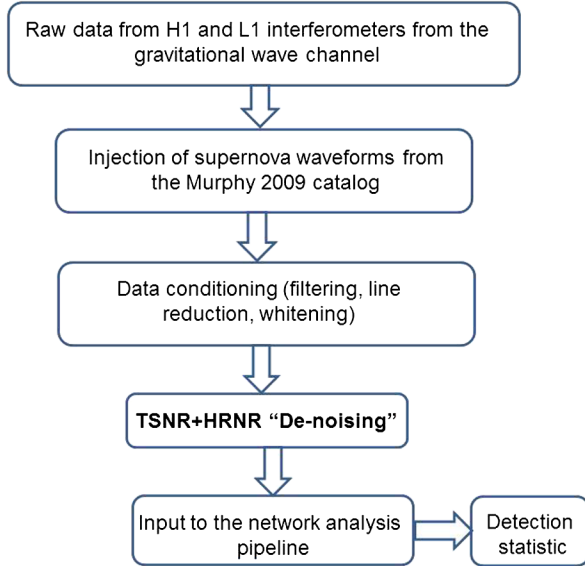 Raw data from H1 and L1 interferometers from the
gravitational wave channel
Injection of supernova waveforms from
the Murphy 2009 catalog
Data conditioning (filtering, line
reduction, whitening)
TSNR+HRNR “De-noising”
Input to the network analysis
pipeline
Detection
statistic